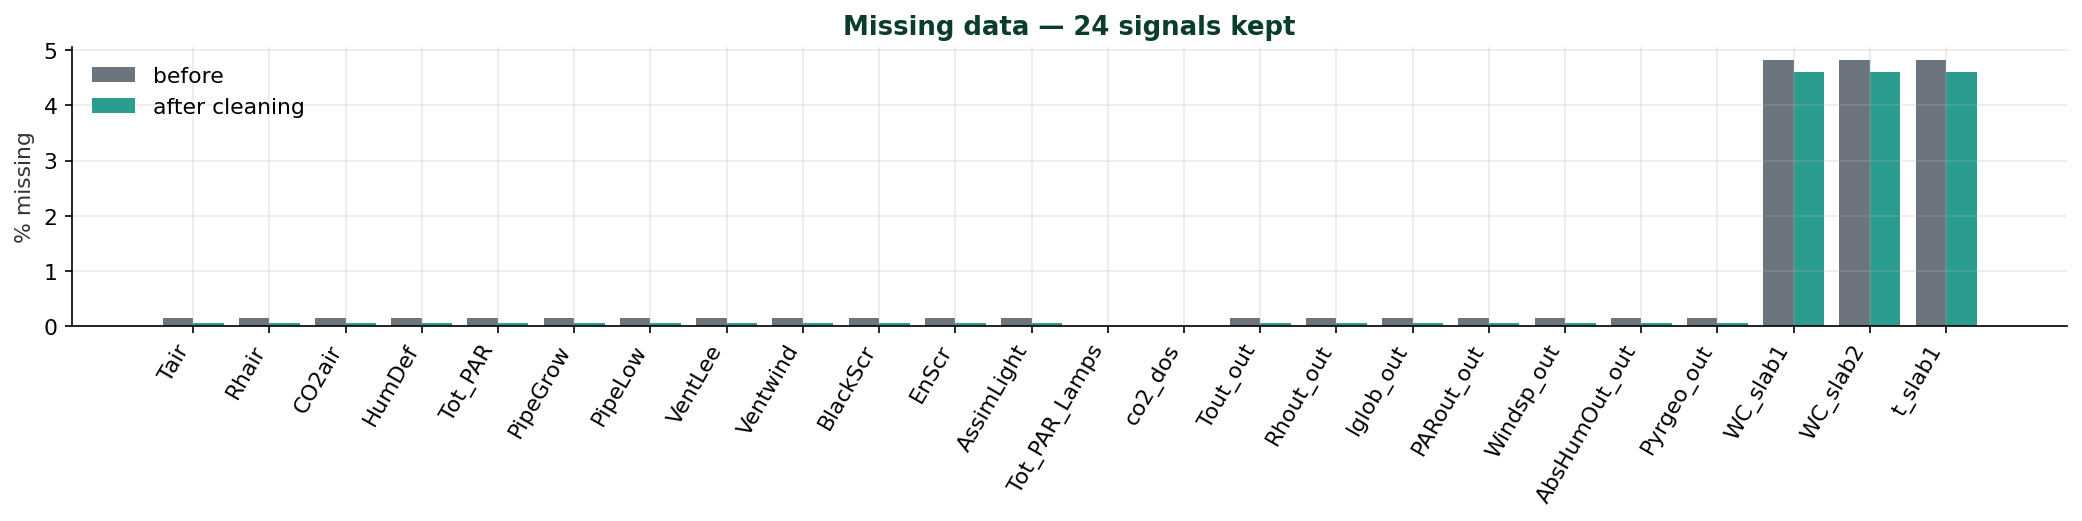 Missing data — 24 signals kept
before
after cleaning
% missing
5
4
3
2
1
0
Tair
Rhair
CO2air
HumDef
Tot_PAR
PipeGrow
PipeLow
VentLee
Ventwind
BlackScr
EnScr
AssimLight
Tot_PAR_Lamps
co2_dos
Tout_out
Rhout_out
Iglob_out
PARout_out
Windsp_out
AbsHumOut_out
Pyrgeo_out
WC_slab1
WC_slab2
t_slab1